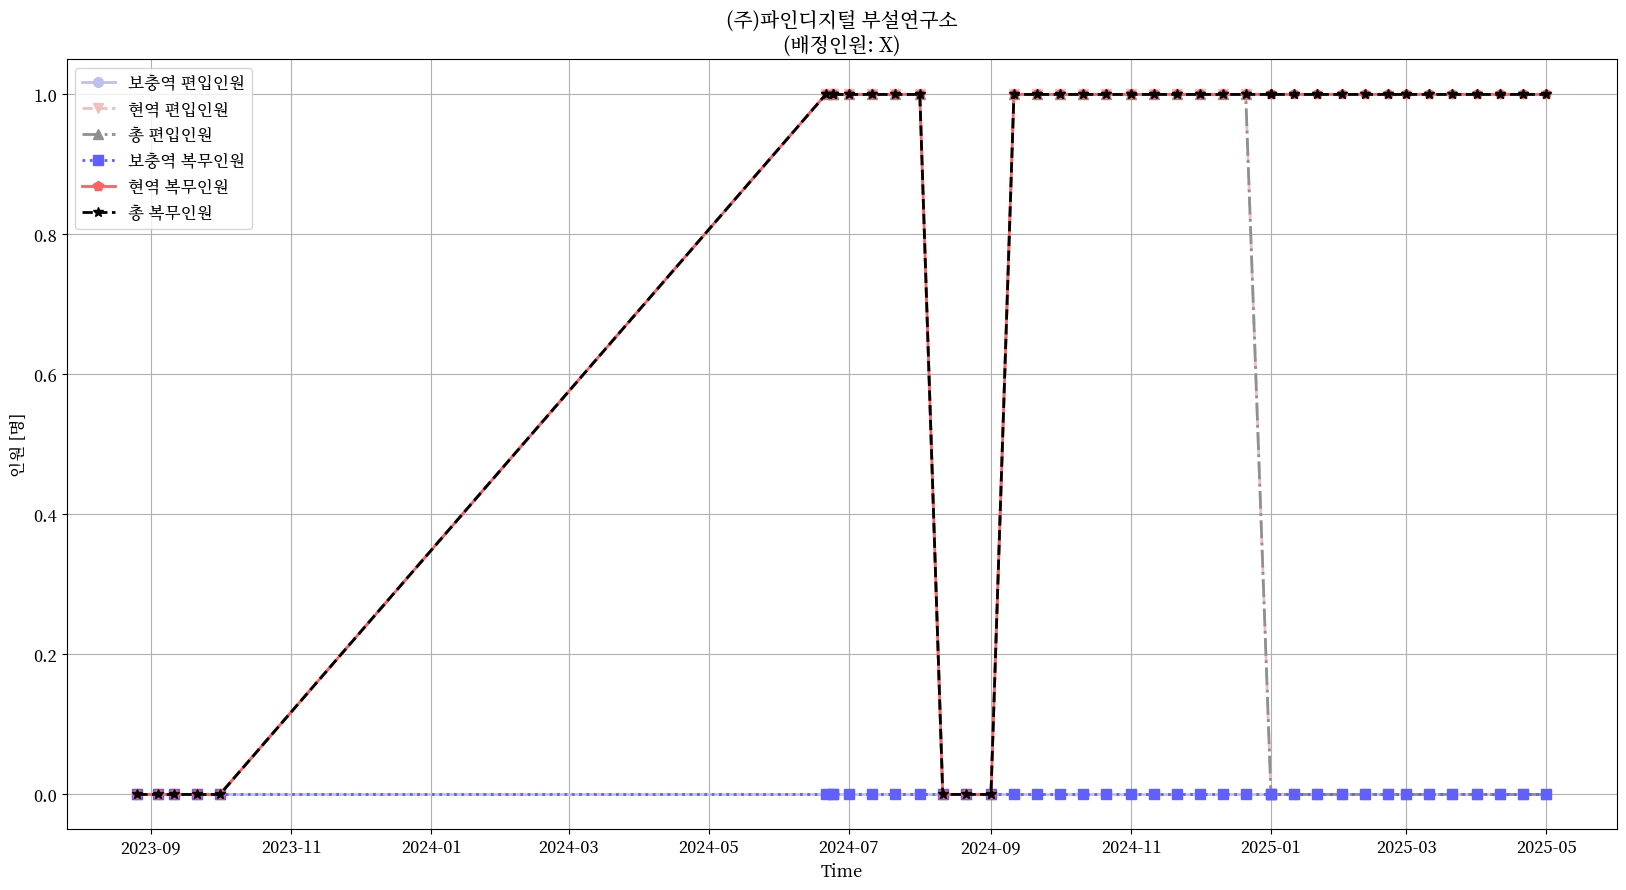 (주)파인디지털 부설연구소
(배정인원: X)
보충역 편입인원
현역 편입인원
총 편입인원
보충역 복무인원
현역 복무인원
총 복무인원
인원 [명]
1.0
0.8
0.6
0.4
0.2
0.0
2023-09
2023-11
2024-01
2024-03
2024-05
2024-07
2024-09
2024-11
2025-01
2025-03
2025-05
Time